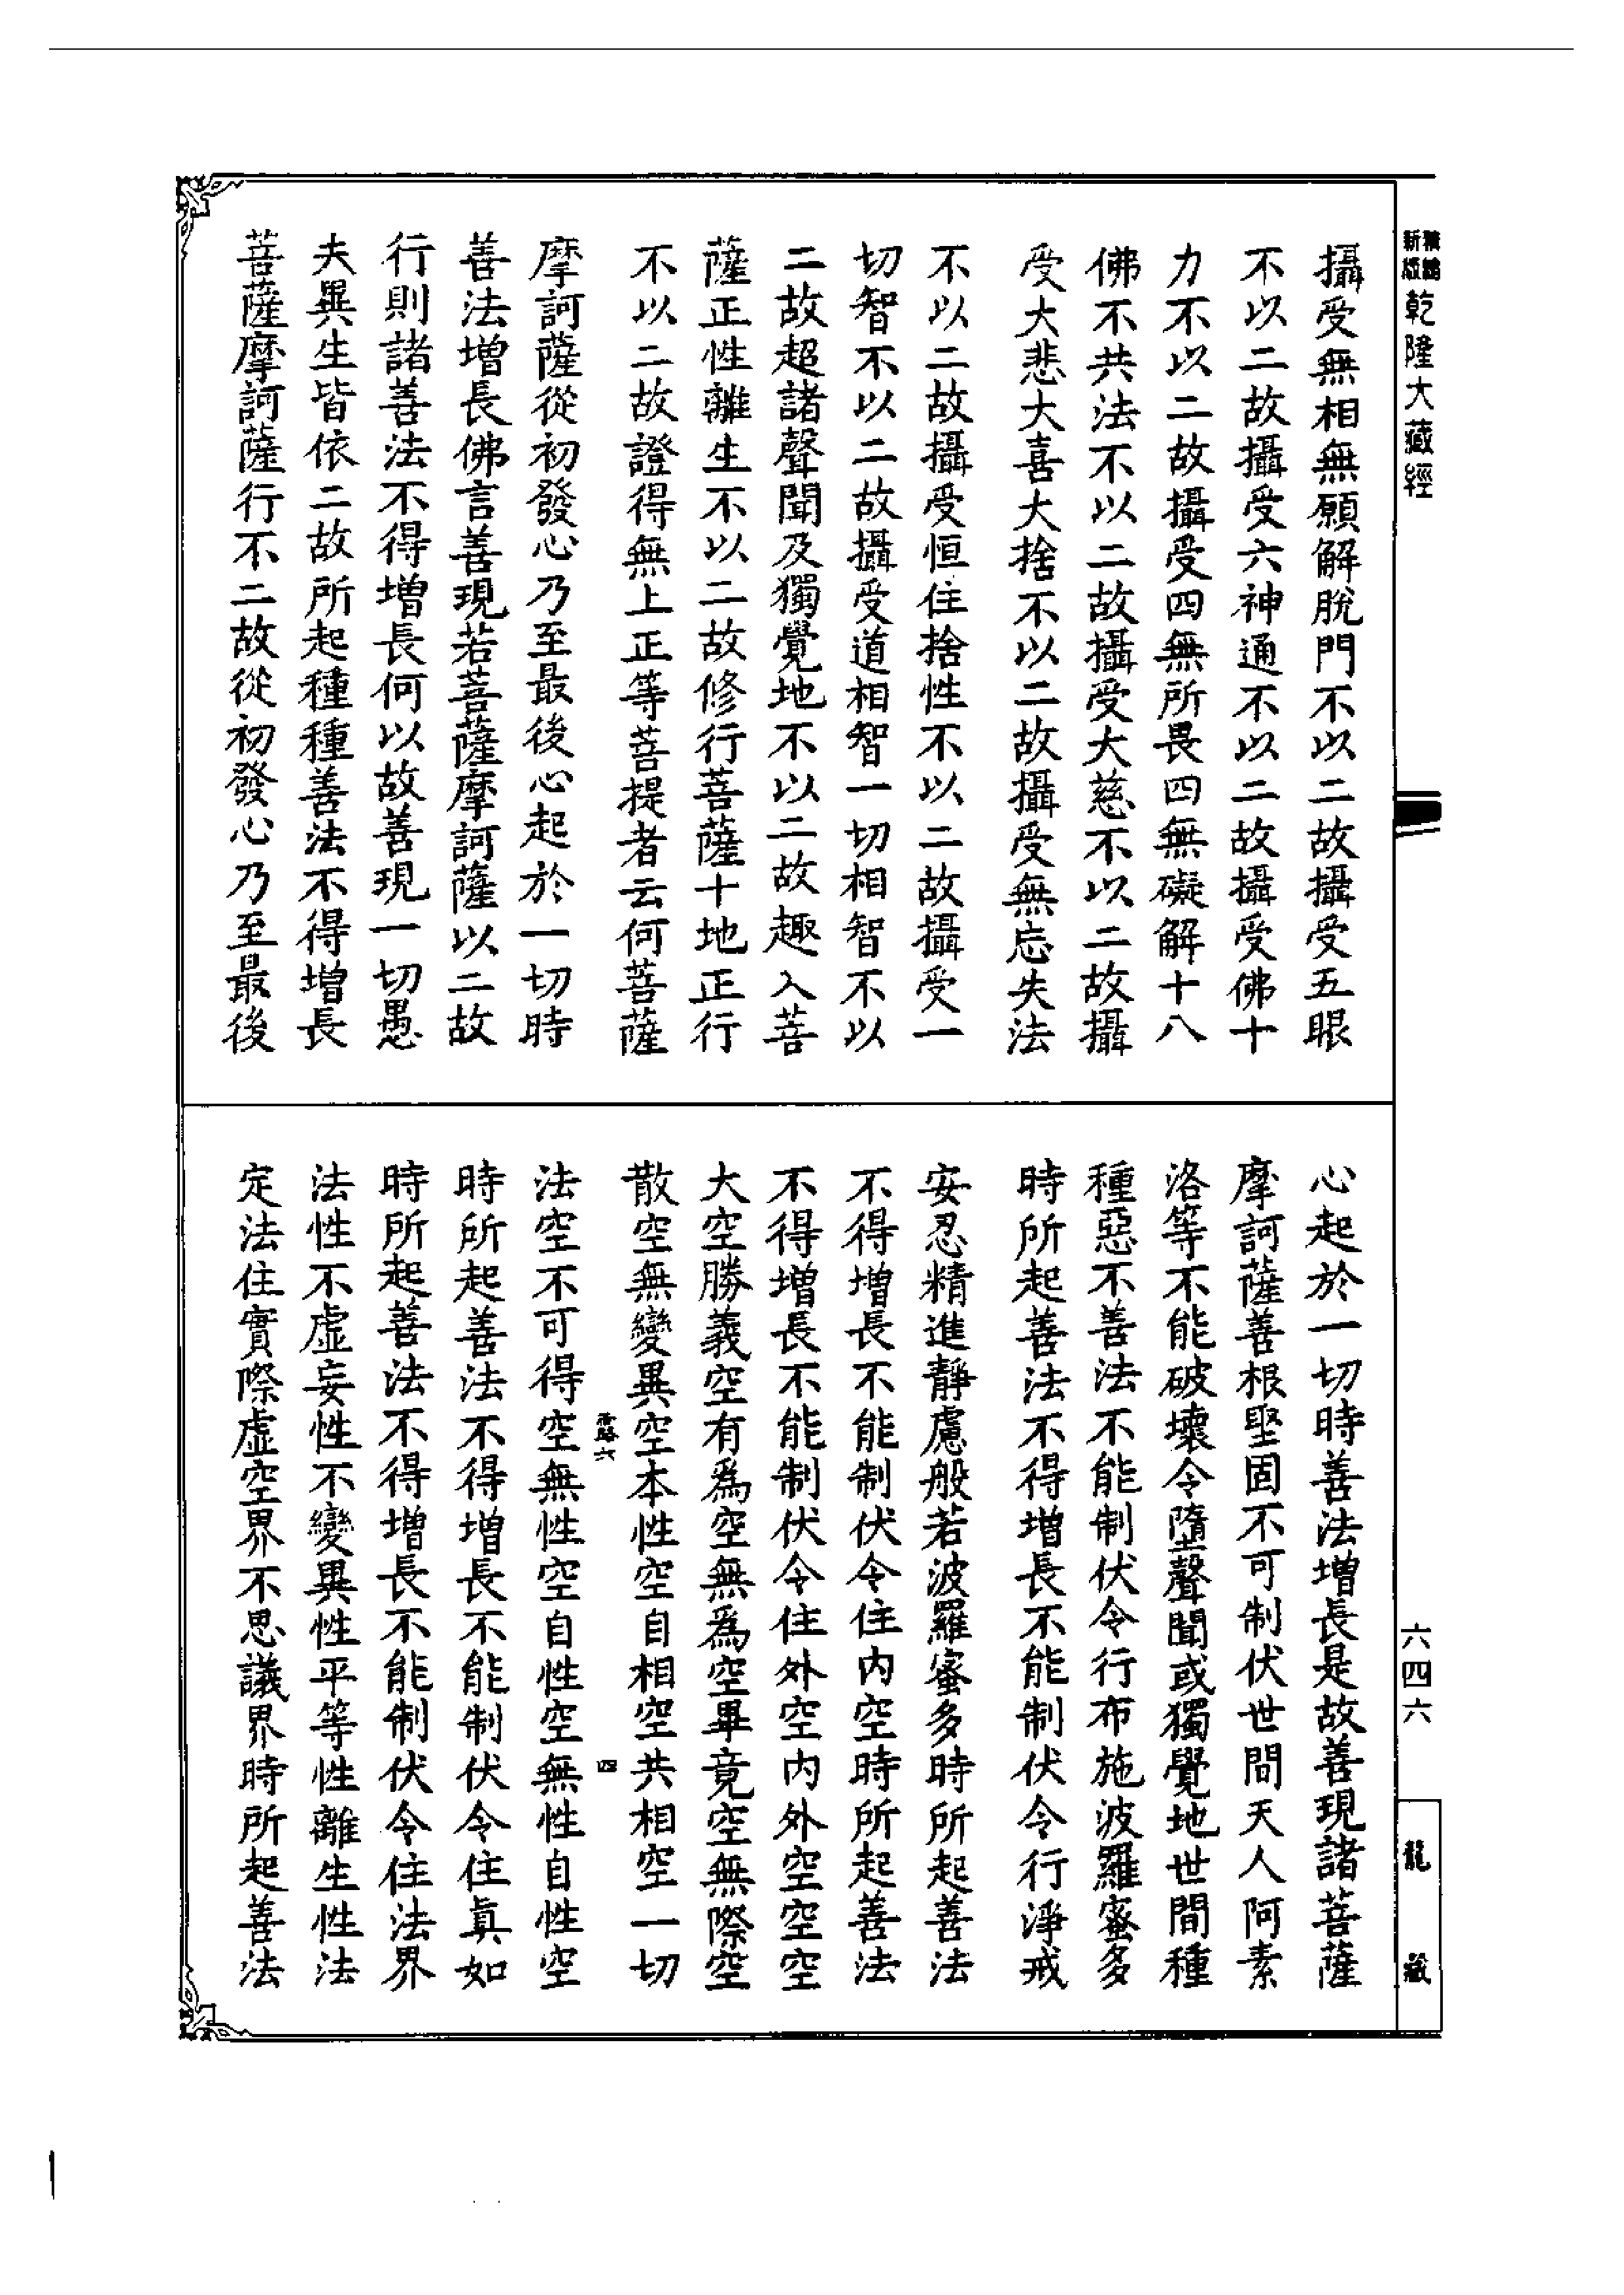 乾隆大藏經
攝受無相無願解脫門不以二故攝受五眼
不以二故攝受六神通不以二故攝受佛十
力不以二故攝受四無所畏四無礙解十八
佛不共法不以二故攝受大慈不以二故攝
受大悲大喜大捨不以二故攝受無忘失法
不以二故攝受恒住捨性不以二故攝受一
切智不以二故攝受道相智一切相智不以
二故超諸聲聞及獨覺地不以二故趣入菩
薩正性離生不以二故修行菩薩十地正行
不以二故證得無上正等菩提者云何菩薩
摩訶薩從初發心乃至最後心起於一切時
善法增長佛言善現若菩薩摩訶薩以二故
行則諸善法不得增長何以故善現一切愚
夫異生皆依二故所起種種善法不得增長
菩薩摩訶薩行不二故從初發心乃至最後
心起於一切時善法增長是故善現諸菩薩
摩訶薩善根堅固不可制伏世間天人阿素
洛等不能破壞令墮聲聞或獨覺地世間種
種惡不善法不能制伏令行布施波羅蜜多
時所起善法不得增長不能制伏令行淨戒
安忍精進靜慮般若波羅蜜多時所起善法
不得增長不能制伏令住內空時所起善法
不得增長不能制伏令住外空內外空空空
大空勝義空有爲空無爲空畢竟空無際空
散空無變異空本性空自相空共相空一切
四
法空不可得空無性空自性空無性自性空
時所起善法不得增長不能制伏令住眞如
時所起善法不得增長不能制伏令住法界
法性不虛妄性不變異性平等性離生性法
定法住實際虛空界不思議界時所起善法
六四六
龍藏